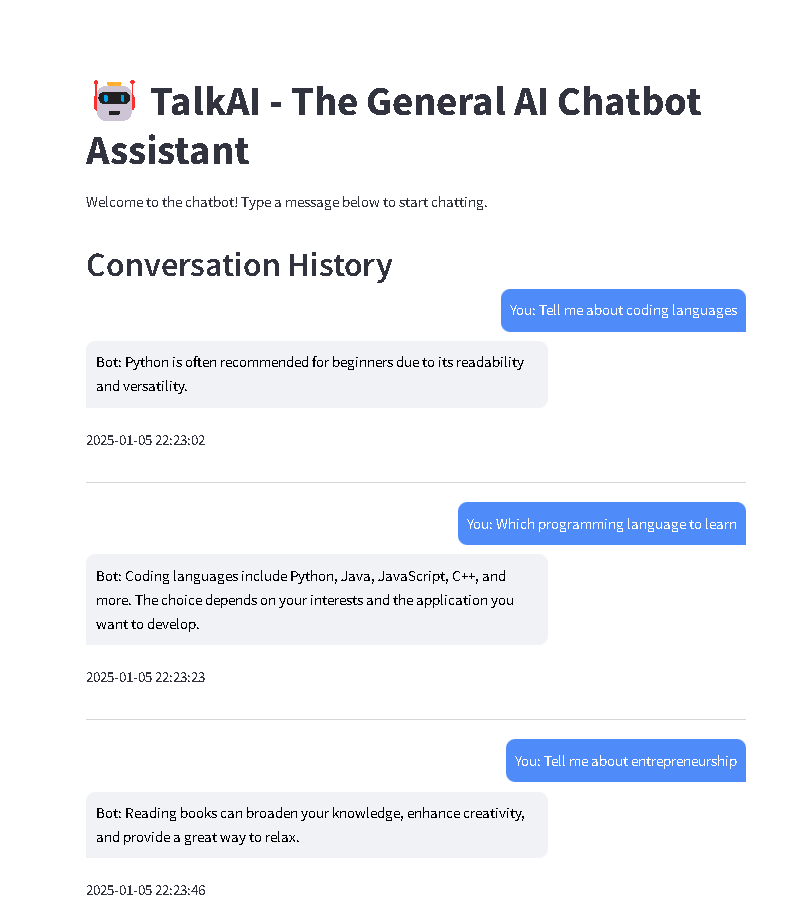 TalkAI - The General AI Chatbot
Assistant
Welcome to the chatbot! Type a message below to start chatting.
Conversation History
You: Tell me about coding languages
Bot: Python is often recommended for beginners due to its readability
and versatility.
2025-01-05 22:23:02
You: Which programming language to learn
Bot: Coding languages include Python, Java, JavaScript, C++, and
more. The choice depends on your interests and the application you
want to develop.
2025-01-05 22:23:23
You: Tell me about entrepreneurship
Bot: Reading books can broaden your knowledge, enhance creativity,
and provide a great way to relax.
2025-01-05 22:23:46